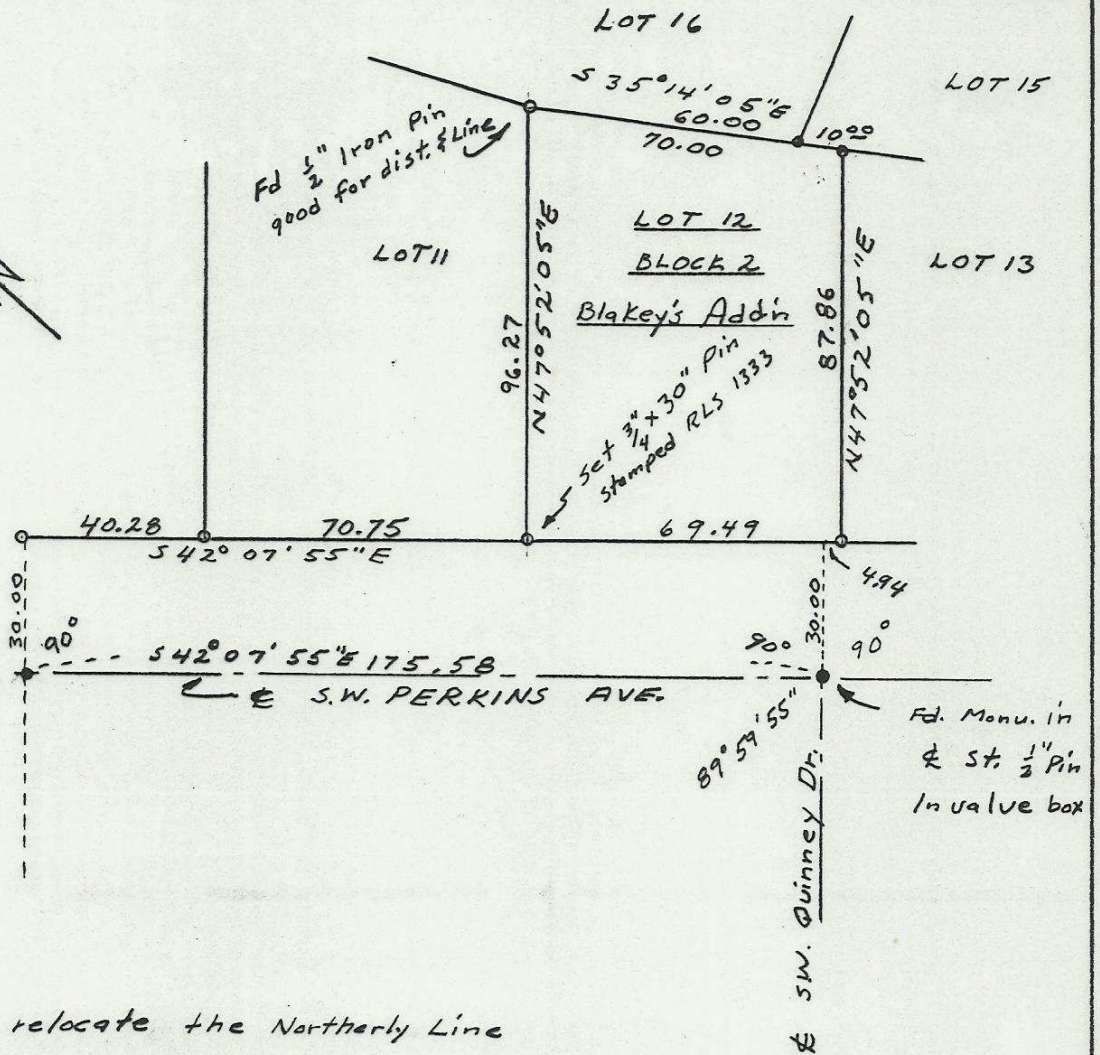 LOT 16
S 35° 14' 05"E
60.00
10.00
70.00
LOT 15
Fd 1/2" Iron Pin
good for dist. & Line
LOT 11
96.27
N47°52'05"E
LOT 12
BLOCK 2
Blakey's Add'n
87.86
N47°52'05"E
LOT 13
Set 3/4" x 30" Pin
Stamped RLS 1333
40.28
70.75
69.49
S 42° 07' 55"E
4.94
30.00
90°
30.00
90°
90°
S 42° 07' 55"E 175.58
℄ S.W. PERKINS AVE.
89° 59' 55"
Fd. Monu. in
℄ St. 1/2" Pin
In valve box
℄ SW. Quinney Dr.
relocate the Northerly Line